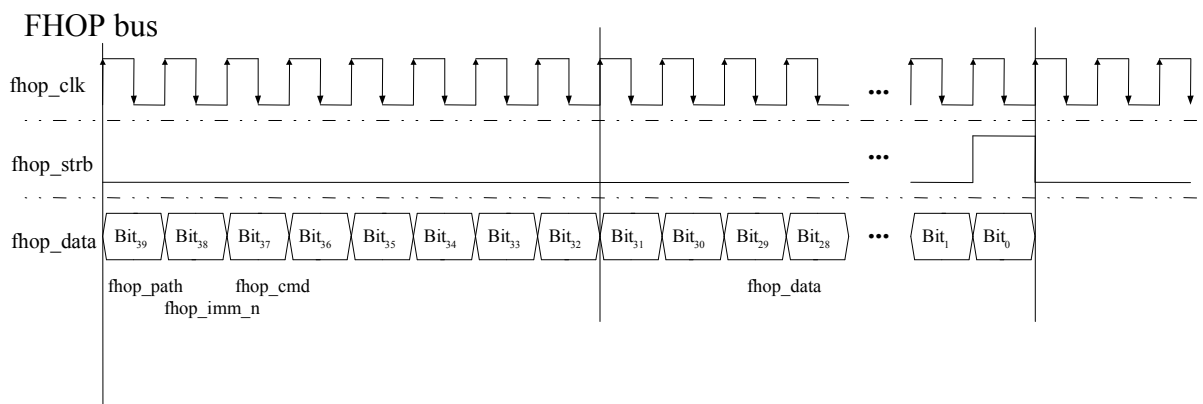 FHOP bus
fhop_clk
•••
fhop_strb
•••
fhop_data Bit39 Bit38 Bit37 Bit36 Bit35 Bit34 Bit33 Bit32 Bit31 Bit30 Bit29 Bit28 ••• Bit1 Bit0
fhop_path fhop_cmd fhop_data
fhop_imm_n